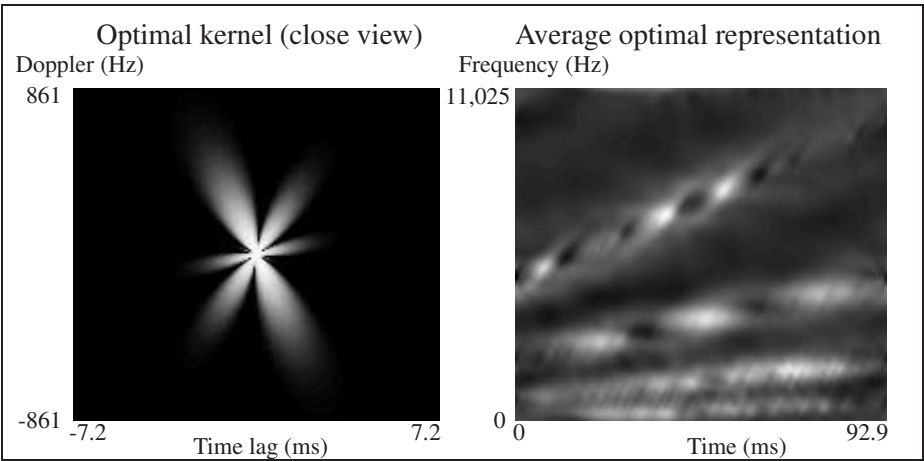 Optimal kernel (close view)
Doppler (Hz)
861
-861
-7.2
7.2
Time lag (ms)
Average optimal representation
Frequency (Hz)
11,025
0
0
92.9
Time (ms)